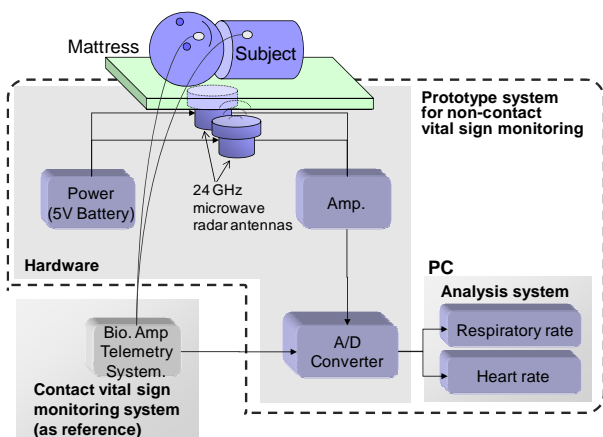 Mattress
Subject
Prototype system
for non-contact
vital sign monitoring
Power
(5V Battery)
24 GHz
microwave
radar antennas
Amp.
Hardware
PC
Analysis system
Bio. Amp
Telemetry
System.
A/D
Converter
Respiratory rate
Heart rate
Contact vital sign
monitoring system
(as reference)